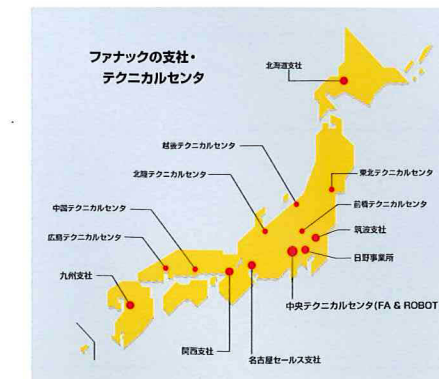 ファナックの支社・
テクニカルセンタ
北海道支社
越後テクニカルセンタ
北陸テクニカルセンタ
東北テクニカルセンタ
前橋テクニカルセンタ
中国テクニカルセンタ
筑波支社
広島テクニカルセンタ
日野事業所
九州支社
中央テクニカルセンタ(FA & ROBOT
関西支社
名古屋セールス支社